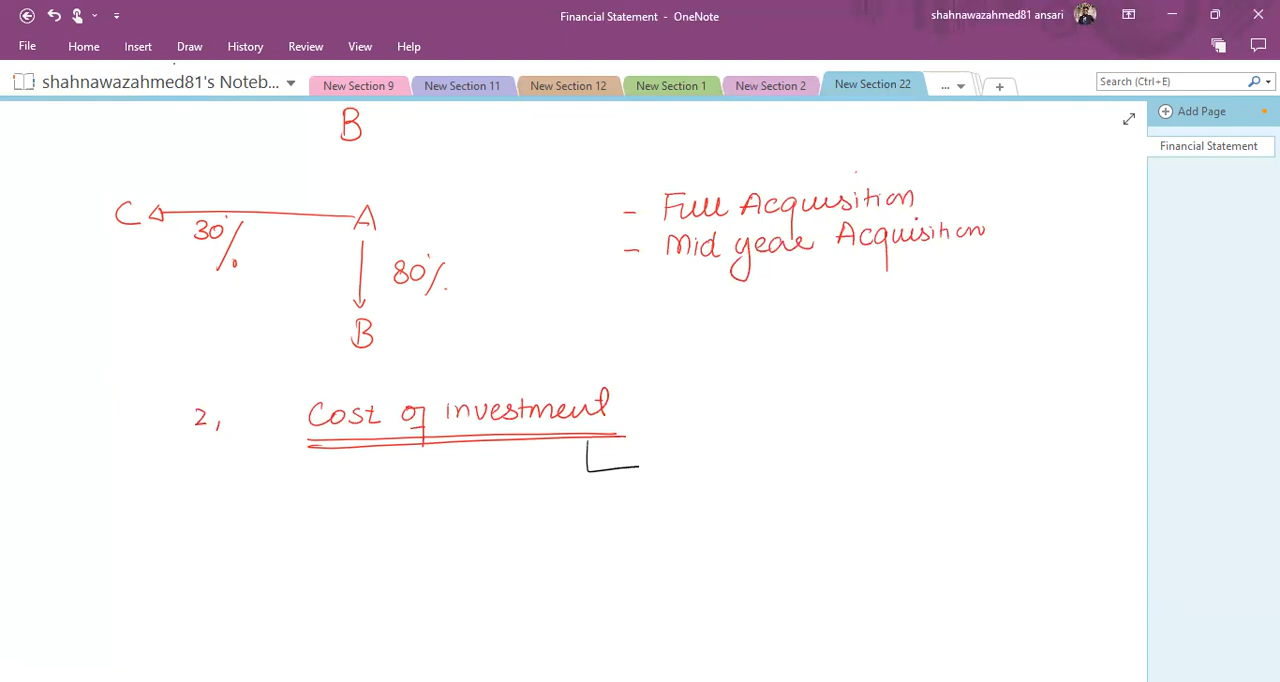 Financial Statement - OneNote
shahnawazahmed81 ansari
File Home Insert Draw History Review View Help
shahnawazahmed81's Noteb...
New Section 9
New Section 11
New Section 12
New Section 1
New Section 2
New Section 22
...
Search (Ctrl+E)
Add Page
Financial Statement
B
C 30% A
80%
B
- Full Acquisition
- Mid year Acquisition
2, Cost of investment